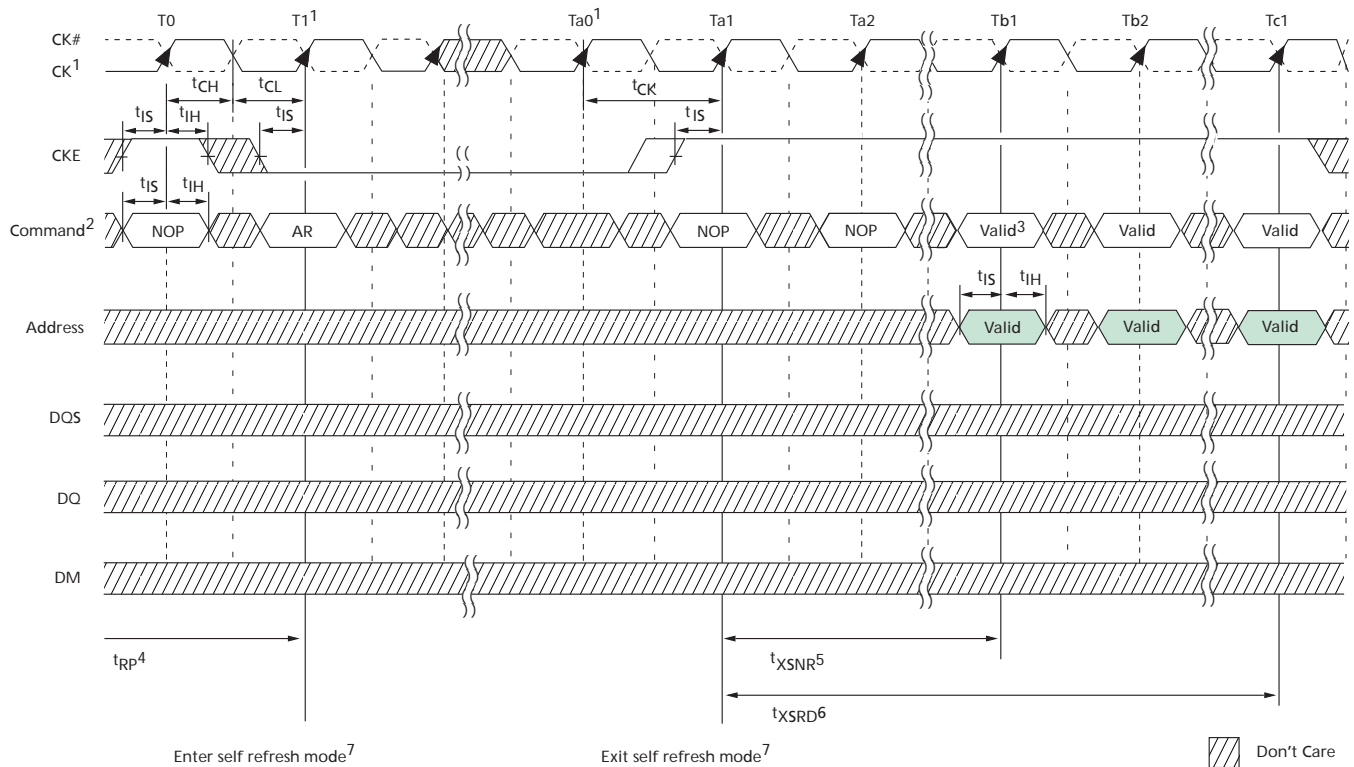 T0 T1¹ Ta0¹ Ta1 Ta2 Tb1 Tb2 Tc1
CK#
CK¹
tCH tCL tCK
tIS tIH tIS tIS
CKE
tIS tIH
Command² NOP AR NOP NOP Valid³ Valid Valid
tIS tIH
Address Valid Valid Valid
DQS
DQ
DM
tRP⁴ tXSNR⁵
tXSRD⁶
Enter self refresh mode⁷ Exit self refresh mode⁷ Don't Care